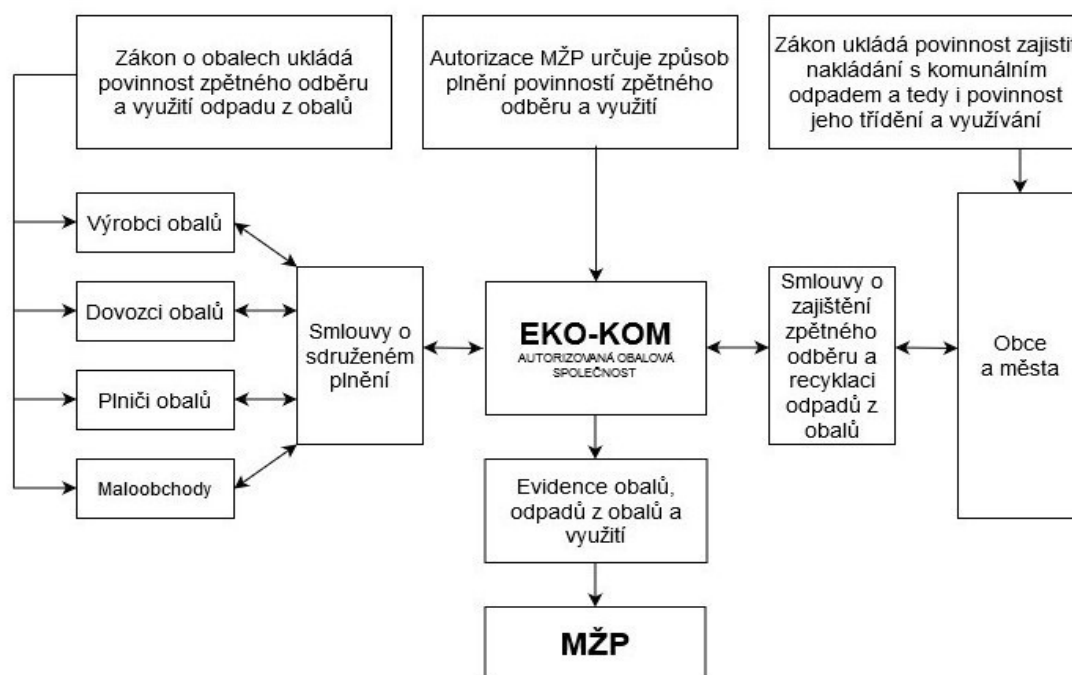 Zákon o obalech ukládá
povinnost zpětného odběru
a využití odpadu z obalů
Autorizace MŽP určuje způsob
plnění povinností zpětného
odběru a využití
Zákon ukládá povinnost zajistit
nakládání s komunálním
odpadem a tedy i povinnost
jeho třídění a využívání
Výrobci obalů
Dovozci obalů
Plniči obalů
Maloobchody
Smlouvy o
sdruženém
plnění
EKO-KOM
AUTORIZOVANÁ OBALOVÁ
SPOLEČNOST
Smlouvy o
zajištění
zpětného
odběru a
recyklaci
odpadů z
obalů
Obce
a města
Evidence obalů,
odpadů z obalů a
využití
MŽP